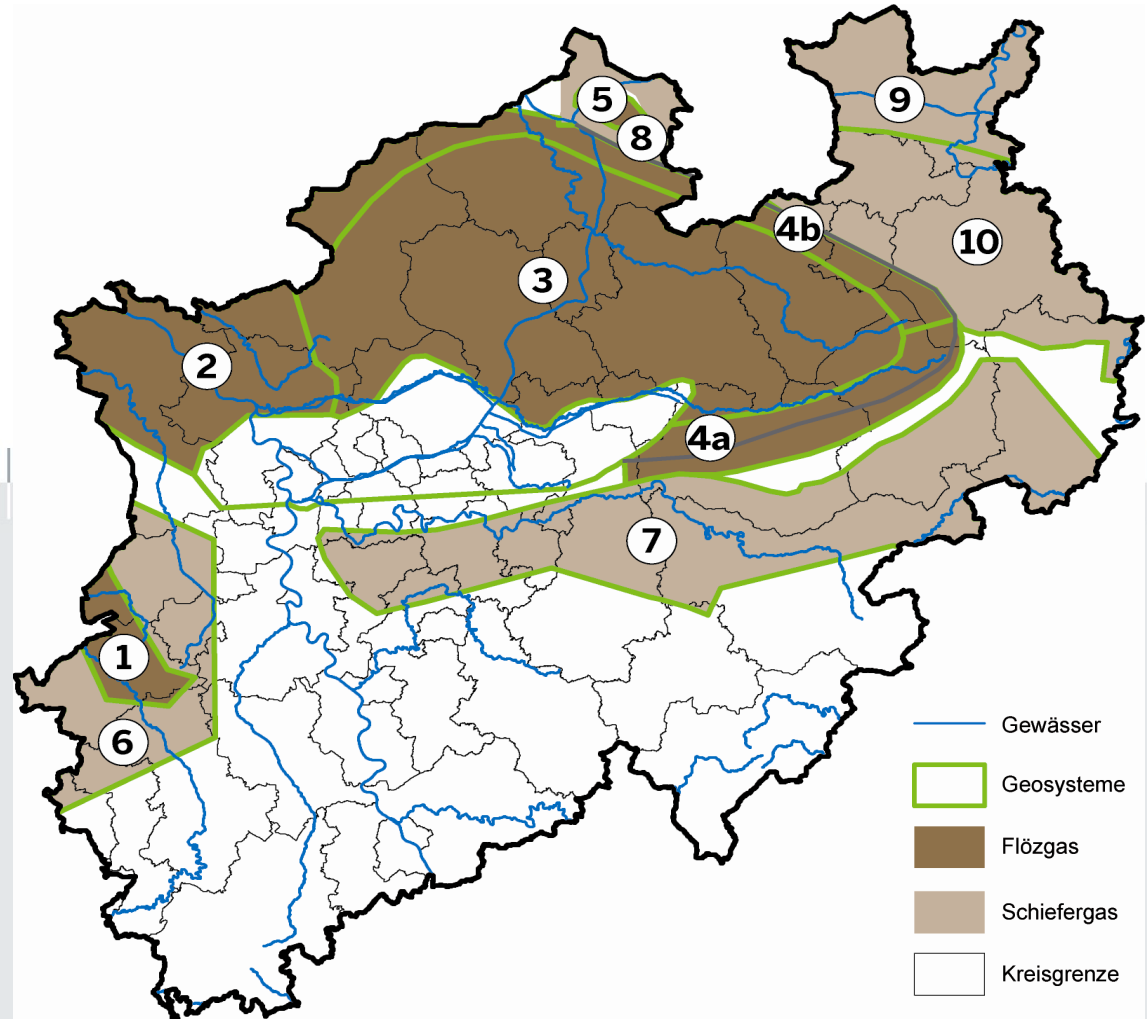 5
9
8
4b
10
3
2
4a
7
1
6
Gewässer
Geosysteme
Flözgas
Schiefergas
Kreisgrenze